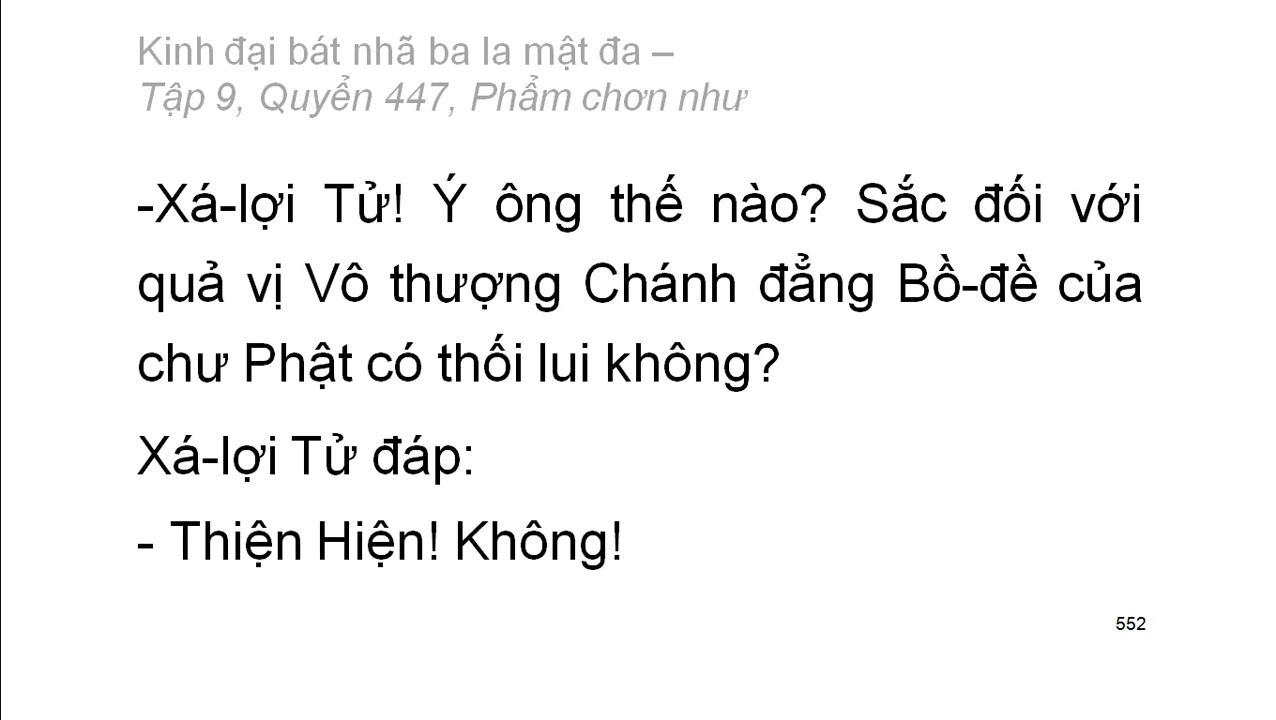 Kinh đại bát nhã ba la mật đa –
Tập 9, Quyển 447, Phẩm chơn như
-Xá-lợi Tử! Ý ông thế nào? Sắc đối với
quả vị Vô thượng Chánh đẳng Bồ-đề của
chư Phật có thối lui không?
Xá-lợi Tử đáp:
- Thiện Hiện! Không!
552